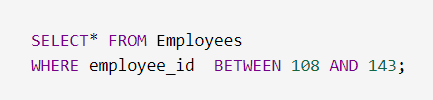 SELECT* FROM Employees
WHERE employee_id  BETWEEN 108 AND 143;